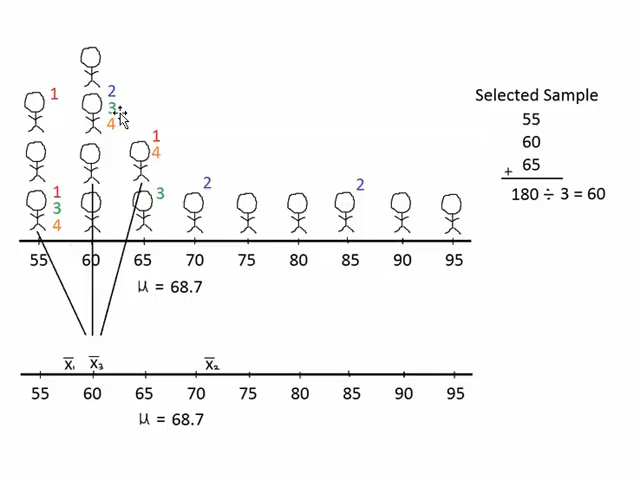 1
2
3
4
1
4
1
3
4
3
2
2
55 60 65 70 75 80 85 90 95
μ = 68.7
Selected Sample
55
60
+ 65
180 ÷ 3 = 60
x̅₁ x̅₃ x̅₂
55 60 65 70 75 80 85 90 95
μ = 68.7